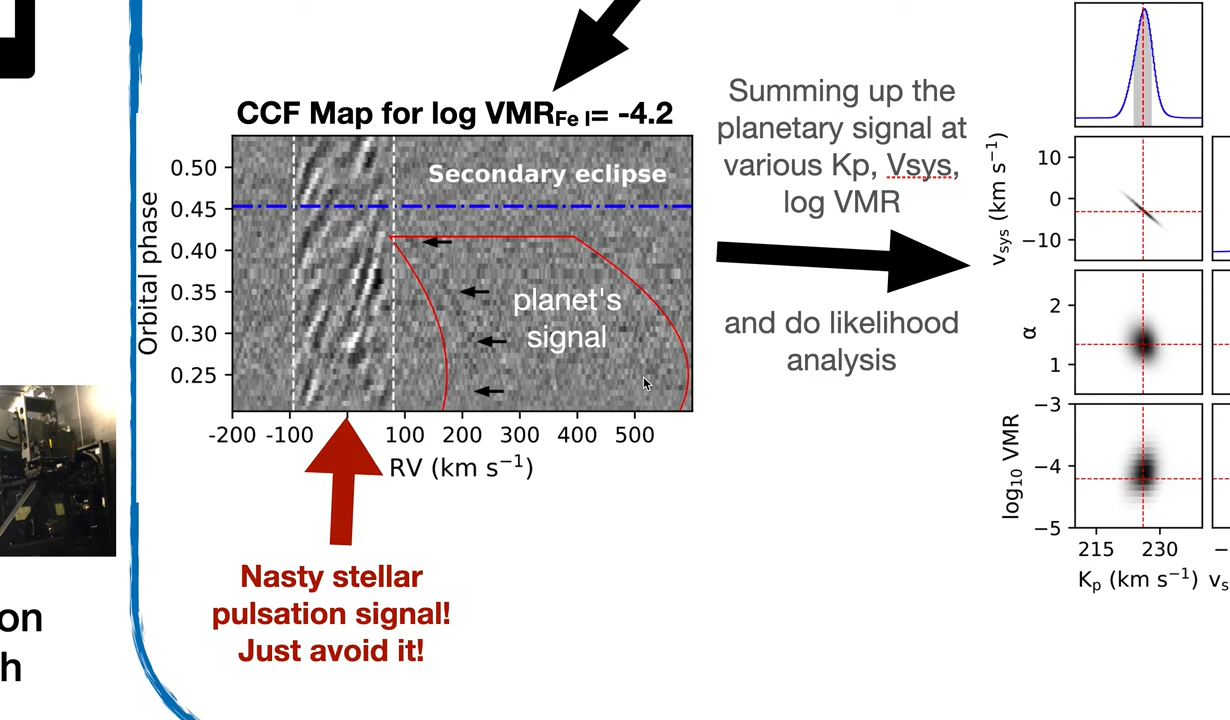 CCF Map for log VMRFe I= -4.2
Orbital phase
0.50
0.45
0.40
0.35
0.30
0.25
Secondary eclipse
planet's
signal
-200 -100 100 200 300 400 500
RV (km s⁻¹)
Nasty stellar
pulsation signal!
Just avoid it!
Summing up the
planetary signal at
various Kp, Vsys,
log VMR
and do likelihood
analysis
vsys (km s⁻¹)
10
0
−10
α
2
1
log10 VMR
−3
−4
−5
215 230
Kp (km s⁻¹)
on
h